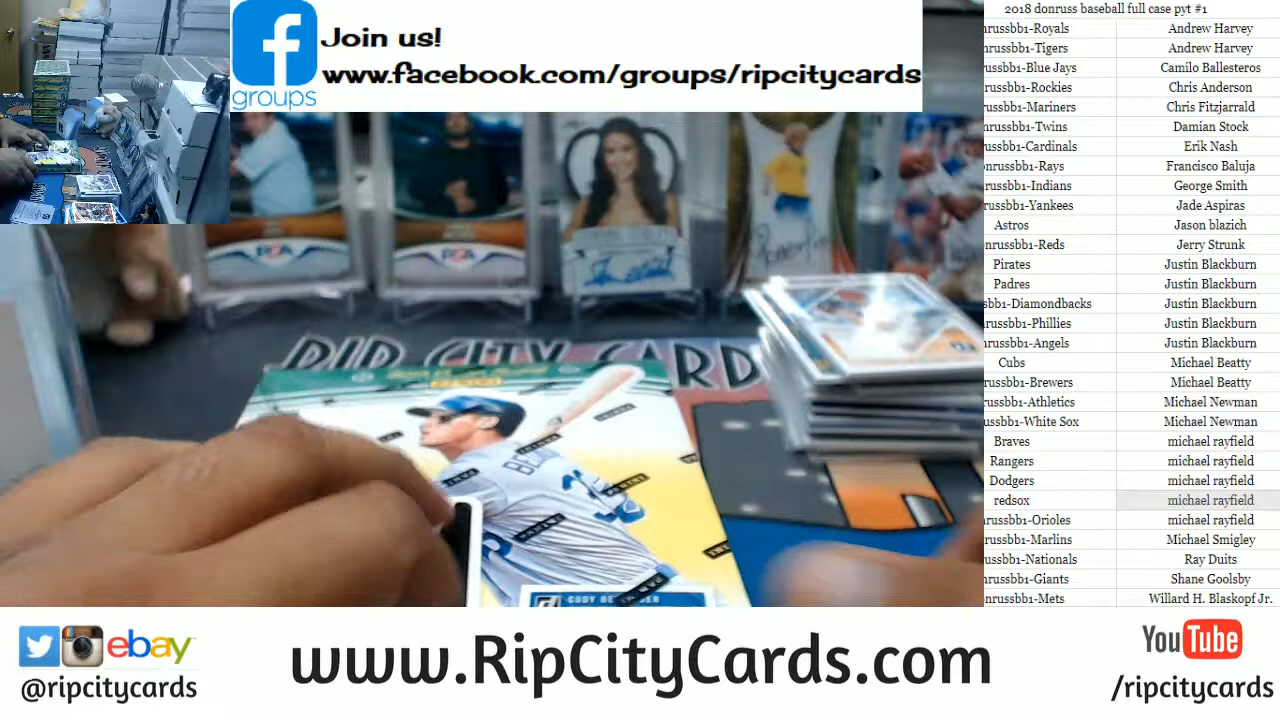 Join us!
www.facebook.com/groups/ripcitycards
groups
2018 donruss baseball full case pyt #1
nrussbb1-Royals Andrew Harvey
nrussbb1-Tigers Andrew Harvey
russbb1-Blue Jays Camilo Ballesteros
russbb1-Rockies Chris Anderson
russbb1-Mariners Chris Fitzjarrald
nrussbb1-Twins Damian Stock
russbb1-Cardinals Erik Nash
onrussbb1-Rays Francisco Baluja
russbb1-Indians George Smith
russbb1-Yankees Jade Aspiras
Astros Jason blazich
onrussbb1-Reds Jerry Strunk
Pirates Justin Blackburn
Padres Justin Blackburn
sbb1-Diamondbacks Justin Blackburn
russbb1-Phillies Justin Blackburn
nrussbb1-Angels Justin Blackburn
Cubs Michael Beatty
russbb1-Brewers Michael Beatty
russbb1-Athletics Michael Newman
russbb1-White Sox Michael Newman
Braves michael rayfield
Rangers michael rayfield
Dodgers michael rayfield
redsox michael rayfield
nrussbb1-Orioles michael rayfield
russbb1-Marlins Michael Smigley
russbb1-Nationals Ray Duits
nrussbb1-Giants Shane Goolsby
nrussbb1-Mets Willard H. Blaskopf Jr.
RIP CITY CARD
PANINI
CODY
ebay
@ripcitycards
www.RipCityCards.com
YouTube
/ripcitycards